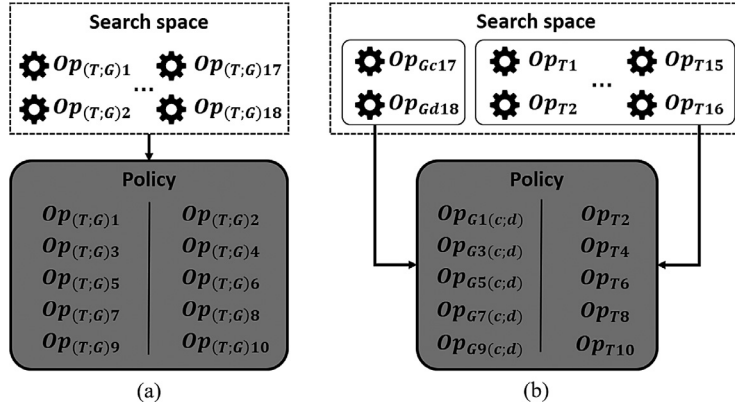 Search space
Op(T;G)1 Op(T;G)17
...
Op(T;G)2 Op(T;G)18
Policy
Op(T;G)1 Op(T;G)2
Op(T;G)3 Op(T;G)4
Op(T;G)5 Op(T;G)6
Op(T;G)7 Op(T;G)8
Op(T;G)9 Op(T;G)10
(a)
Search space
OpGc17 OpT1 OpT15
...
OpGd18 OpT2 OpT16
Policy
OpG1(c;d) OpT2
OpG3(c;d) OpT4
OpG5(c;d) OpT6
OpG7(c;d) OpT8
OpG9(c;d) OpT10
(b)